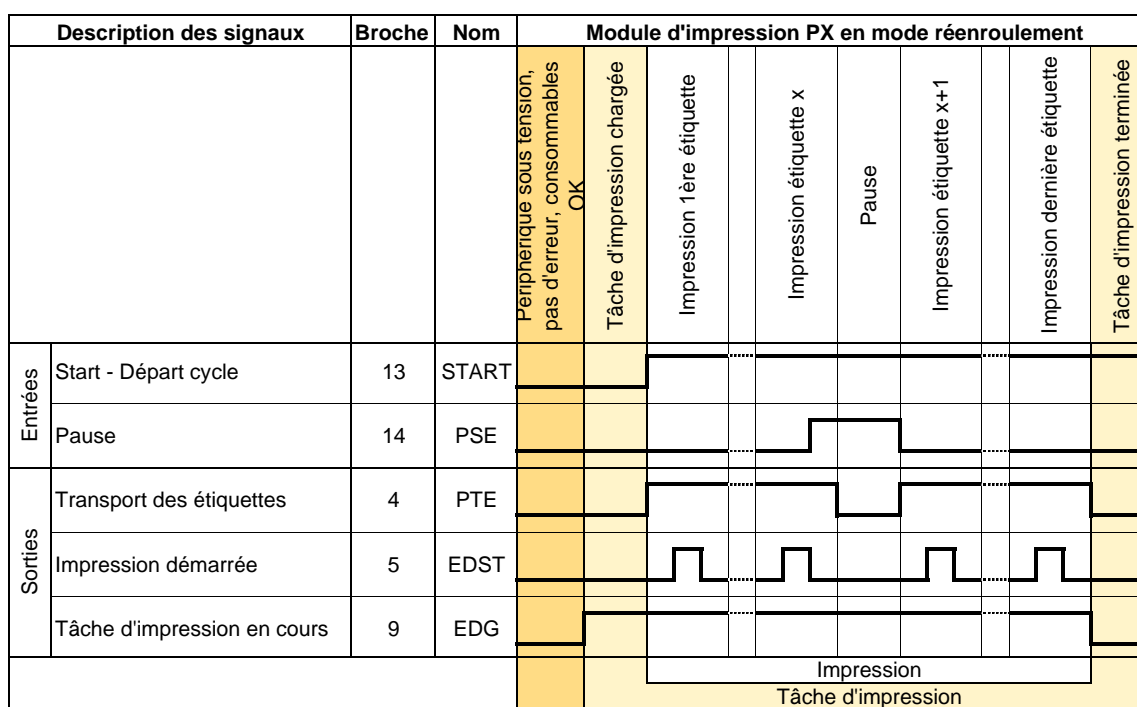 Description des signaux
Broche
Nom
Module d'impression PX en mode réenroulement
Périphérique sous tension,
pas d'erreur, consommables
OK
Tâche d'impression chargée
Impression 1ère étiquette
Impression étiquette x
Pause
Impression étiquette x+1
Impression dernière étiquette
Tâche d'impression terminée
Entrées
Start - Départ cycle
13
START
Pause
14
PSE
Sorties
Transport des étiquettes
4
PTE
Impression démarrée
5
EDST
Tâche d'impression en cours
9
EDG
Impression
Tâche d'impression